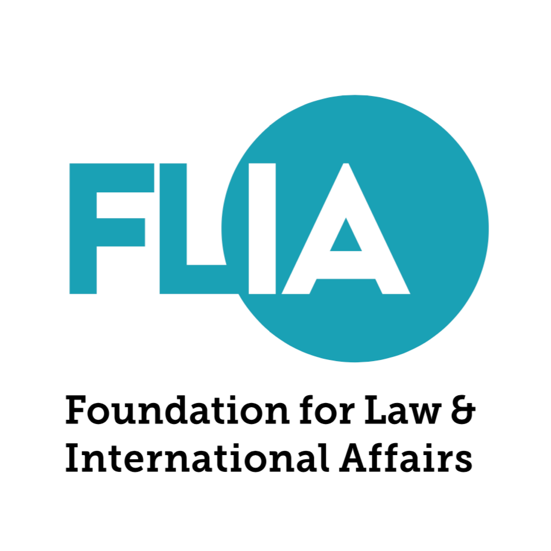 FLIA
Foundation for Law &
International Affairs